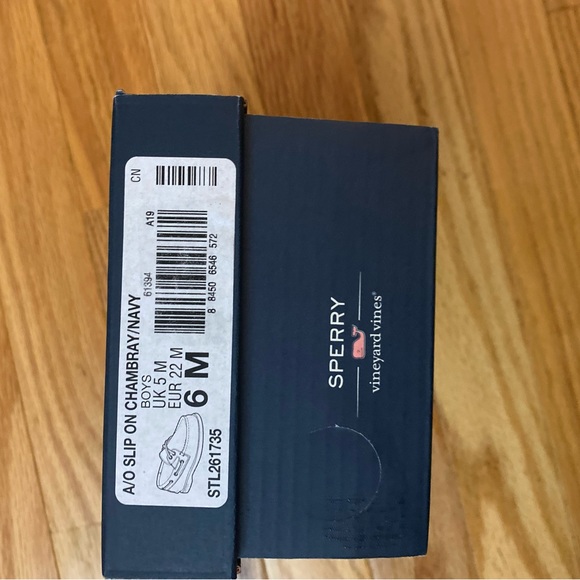 A/O SLIP ON CHAMBRAY/NAVY
BOYS
UK 5 M
EUR 22 M
6 M
STL261735
61394
A19
8 84506 6546 572
CN
SPERRY
vineyard vines®